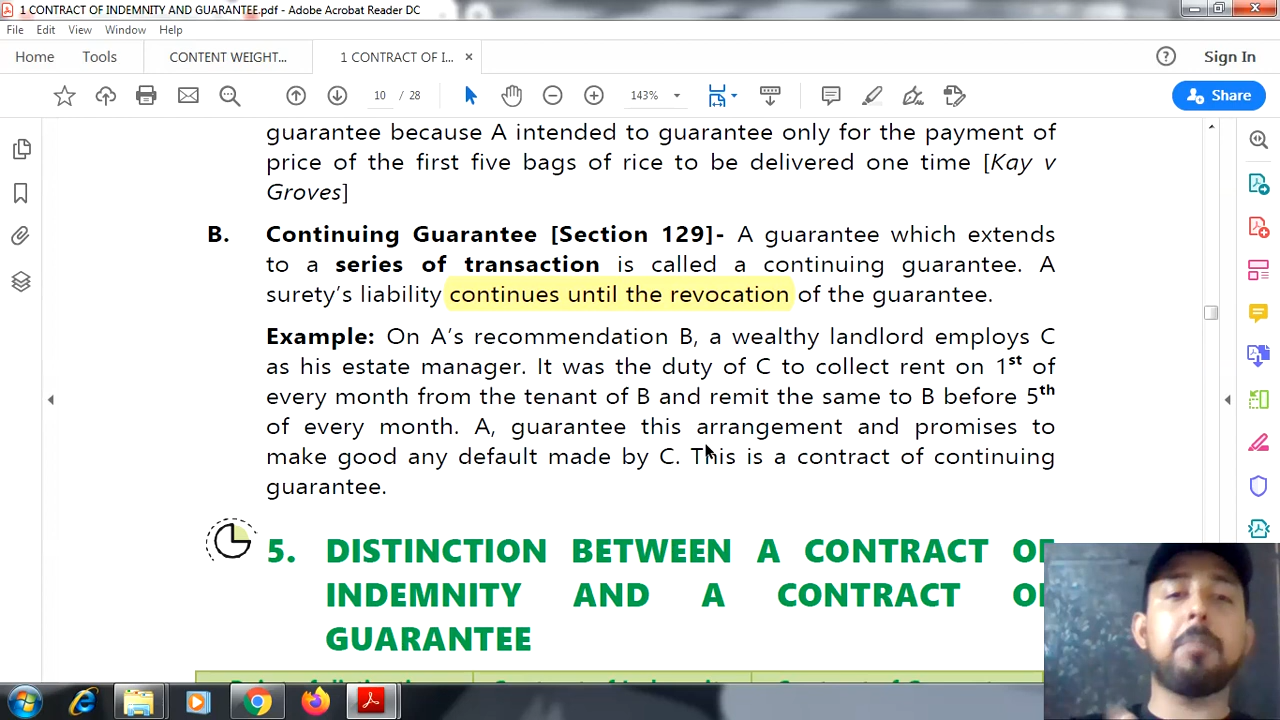 1 CONTRACT OF INDEMNITY AND GUARANTEE.pdf - Adobe Acrobat Reader DC
File Edit View Window Help
Home Tools CONTENT WEIGHT... 1 CONTRACT OF I... × Sign In
10 / 28 143% Share
guarantee because A intended to guarantee only for the payment of
price of the first five bags of rice to be delivered one time [Kay v
Groves]
B. Continuing Guarantee [Section 129]- A guarantee which extends
to a series of transaction is called a continuing guarantee. A
surety's liability continues until the revocation of the guarantee.
Example: On A's recommendation B, a wealthy landlord employs C
as his estate manager. It was the duty of C to collect rent on 1st of
every month from the tenant of B and remit the same to B before 5th
of every month. A, guarantee this arrangement and promises to
make good any default made by C. This is a contract of continuing
guarantee.
5. DISTINCTION BETWEEN A CONTRACT OF
INDEMNITY AND A CONTRACT OF
GUARANTEE